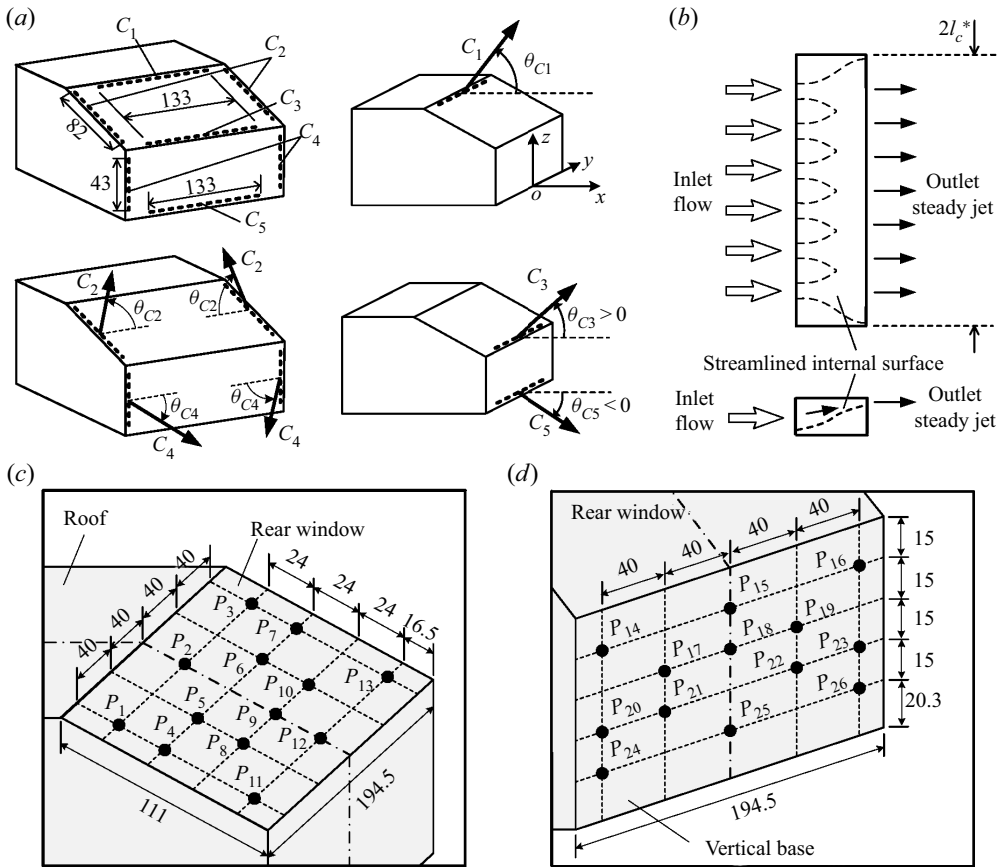 (a)
C1
C2
133
C3
C4
82
43
133
C5
C1
θC1
z
y
o
x
C2
C2
θC2
θC2
θC4
θC4
C4
C4
C3
θC3 > 0
θC5 < 0
C5
(b)
2lc*
Inlet
flow
Outlet
steady jet
Streamlined internal surface
Inlet
flow
Outlet
steady jet
(c)
Roof
Rear window
40
40
40
40
24
24
24
16.5
P3
P7
P2
P6
P13
P10
P1
P5
P9
P4
P8
P12
P11
111
194.5
(d)
Rear window
40
40
40
40
15
15
15
15
20.3
P16
P15
P14
P19
P18
P17
P23
P22
P21
P20
P26
P25
P24
194.5
Vertical base